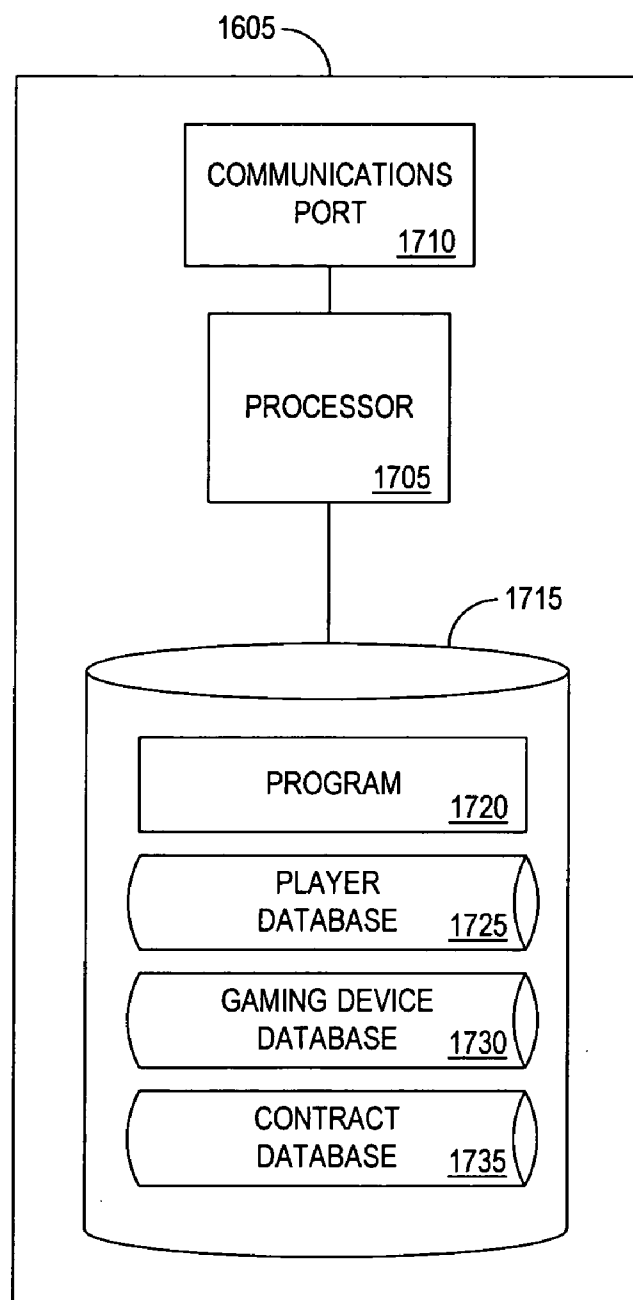 1605
COMMUNICATIONS
PORT
1710
PROCESSOR
1705
1715
PROGRAM
1720
PLAYER
DATABASE
1725
GAMING DEVICE
DATABASE
1730
CONTRACT
DATABASE
1735